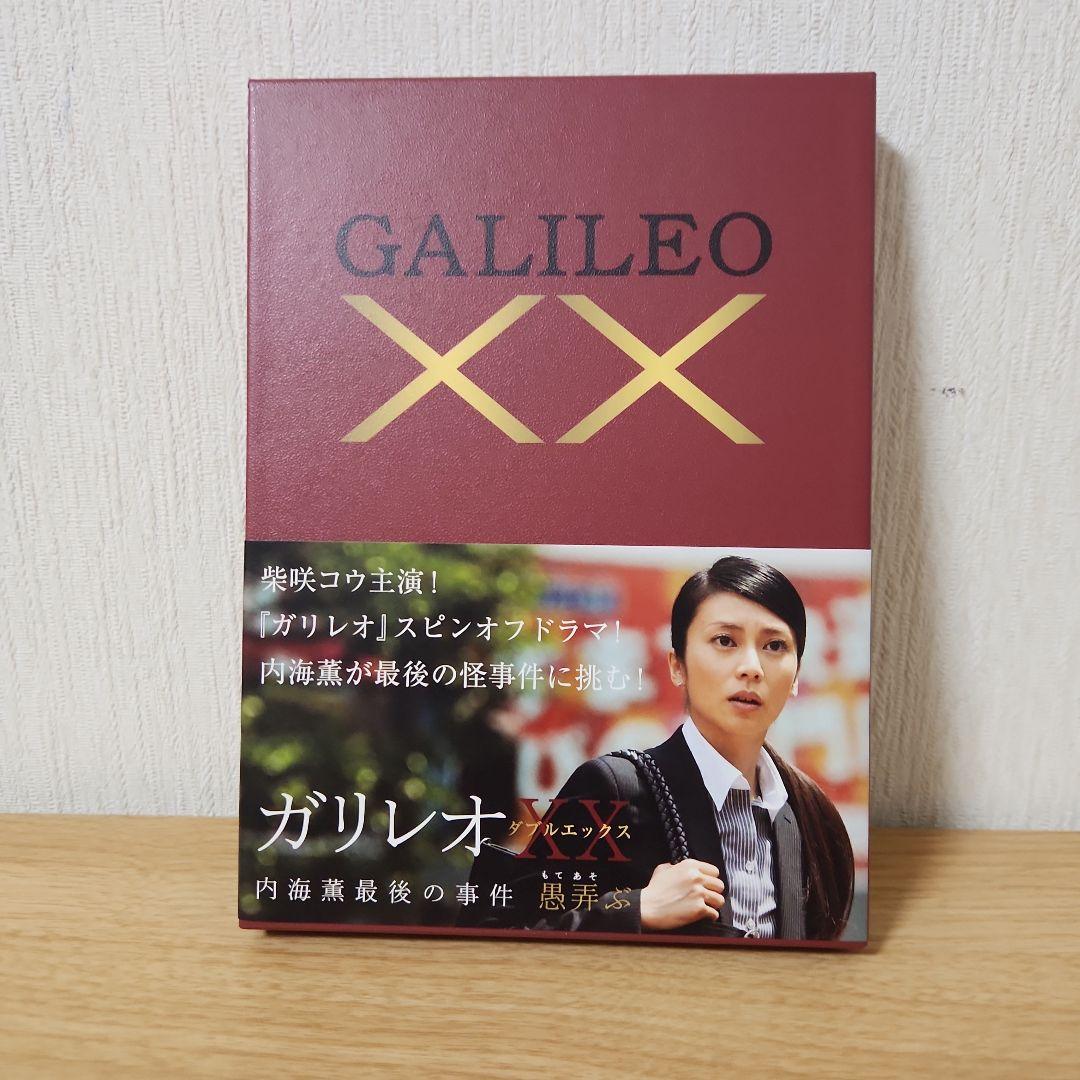 GALILEO
XX
柴咲コウ主演!
『ガリレオ』スピンオフドラマ!
内海薫が最後の怪事件に挑む!
ガリレオXX
ダブルエックス
もてあそ
内海薫最後の事件 愚弄ぶ